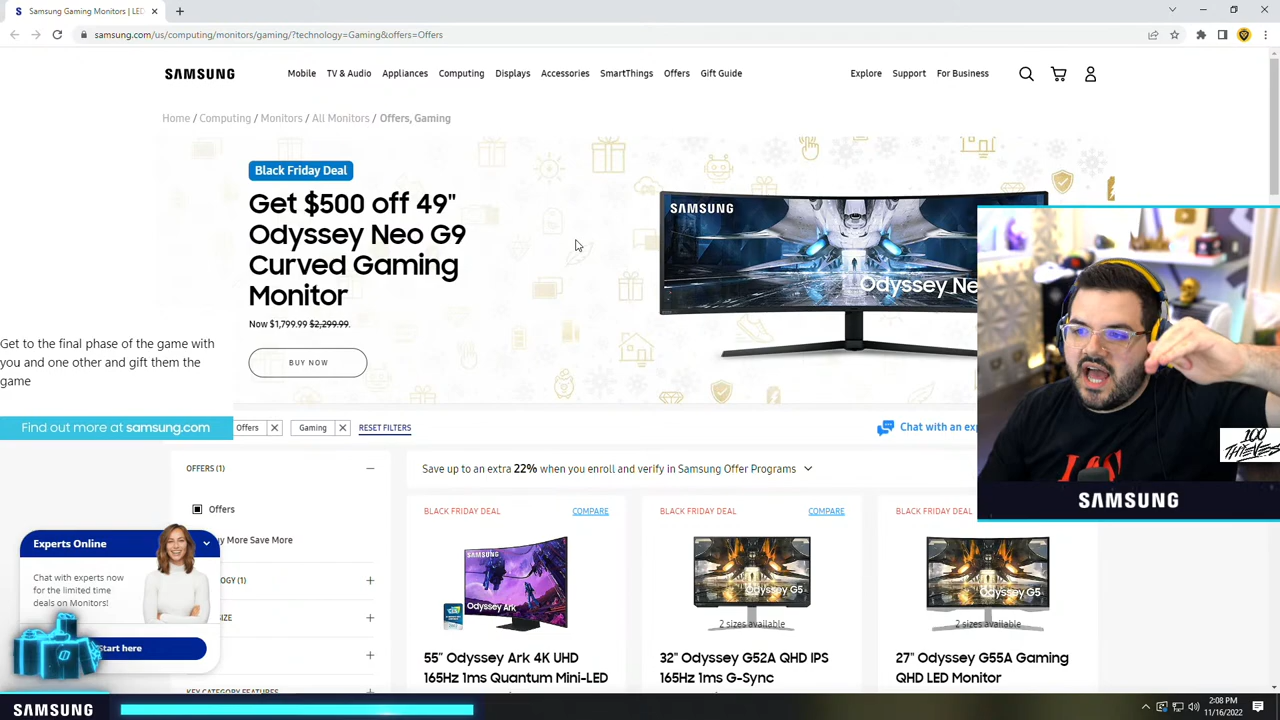 Samsung Gaming Monitors | LED
samsung.com/us/computing/monitors/gaming/?technology=Gaming&offers=Offers
SAMSUNG
Mobile TV & Audio Appliances Computing Displays Accessories SmartThings Offers Gift Guide
Explore Support For Business
Home / Computing / Monitors / All Monitors / Offers, Gaming
Black Friday Deal
Get $500 off 49"
Odyssey Neo G9
Curved Gaming
Monitor
Now $1,799.99 $2,299.99.
BUY NOW
SAMSUNG
Odyssey Ne
Get to the final phase of the game with
you and one other and gift them the
game
Find out more at samsung.com
Offers
Gaming
RESET FILTERS
Chat with an exp
100
THIEVES
SAMSUNG
OFFERS (1)
Save up to an extra 22% when you enroll and verify in Samsung Offer Programs
Offers
y More Save More
OGY (1)
SIZE
KEY CATEGORY FEATURES
Experts Online
Chat with experts now
for the limited time
deals on Monitors!
Start here
BLACK FRIDAY DEAL COMPARE
SAMSUNG
Odyssey Ark
55" Odyssey Ark 4K UHD
165Hz 1ms Quantum Mini-LED
BLACK FRIDAY DEAL COMPARE
Odyssey G5
2 sizes available
32" Odyssey G52A QHD IPS
165Hz 1ms G-Sync
BLACK FRIDAY DEAL
Odyssey G5
2 sizes available
27" Odyssey G55A Gaming
QHD LED Monitor
SAMSUNG
2:08 PM
11/16/2022